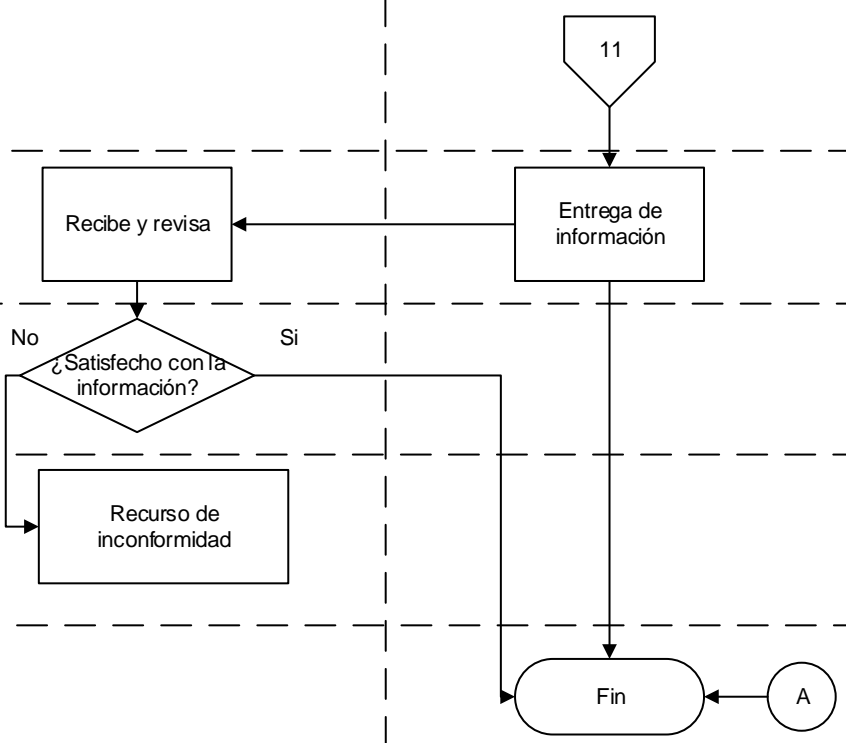 11
Recibe y revisa
Entrega de
información
No
Si
¿Satisfecho con la
información?
Recurso de
inconformidad
Fin
A